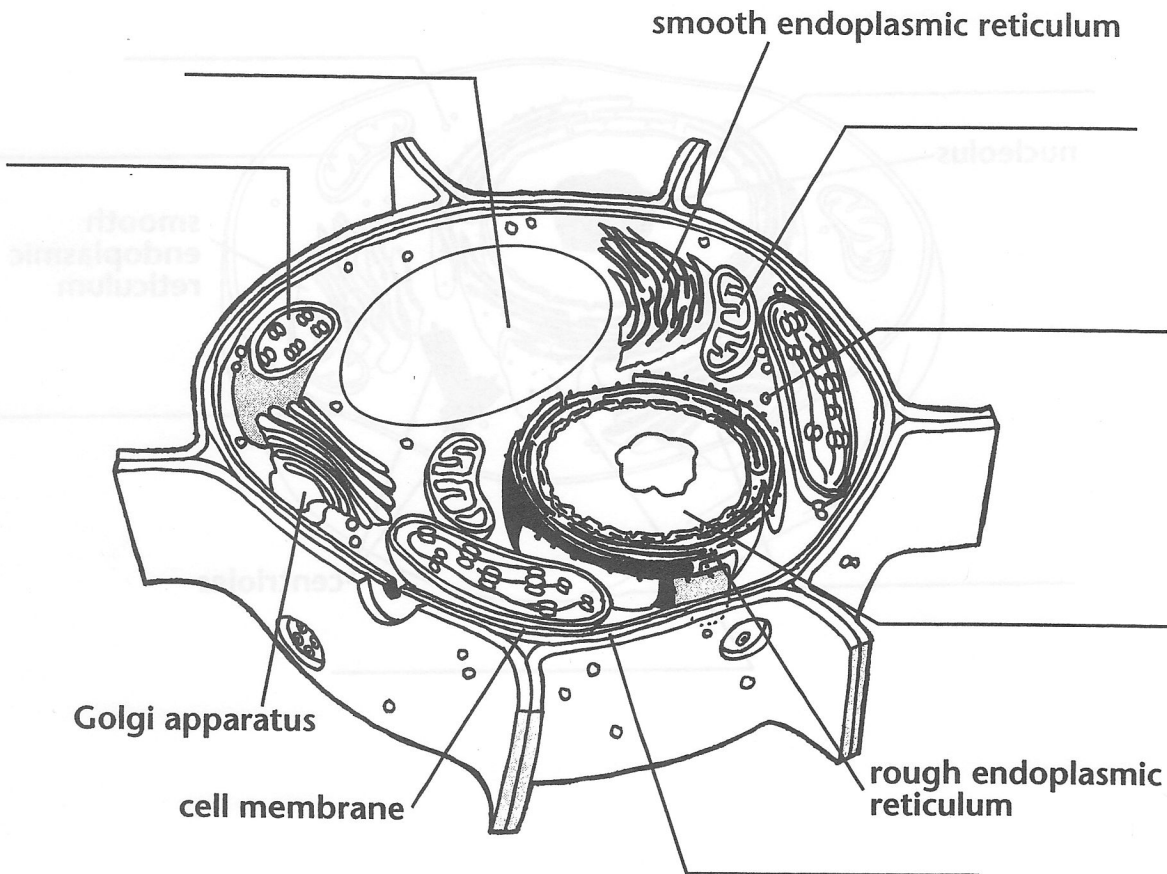 smooth endoplasmic reticulum
nucleolus
smooth
endoplasmic
reticulum
Golgi apparatus
cell membrane
rough endoplasmic
reticulum